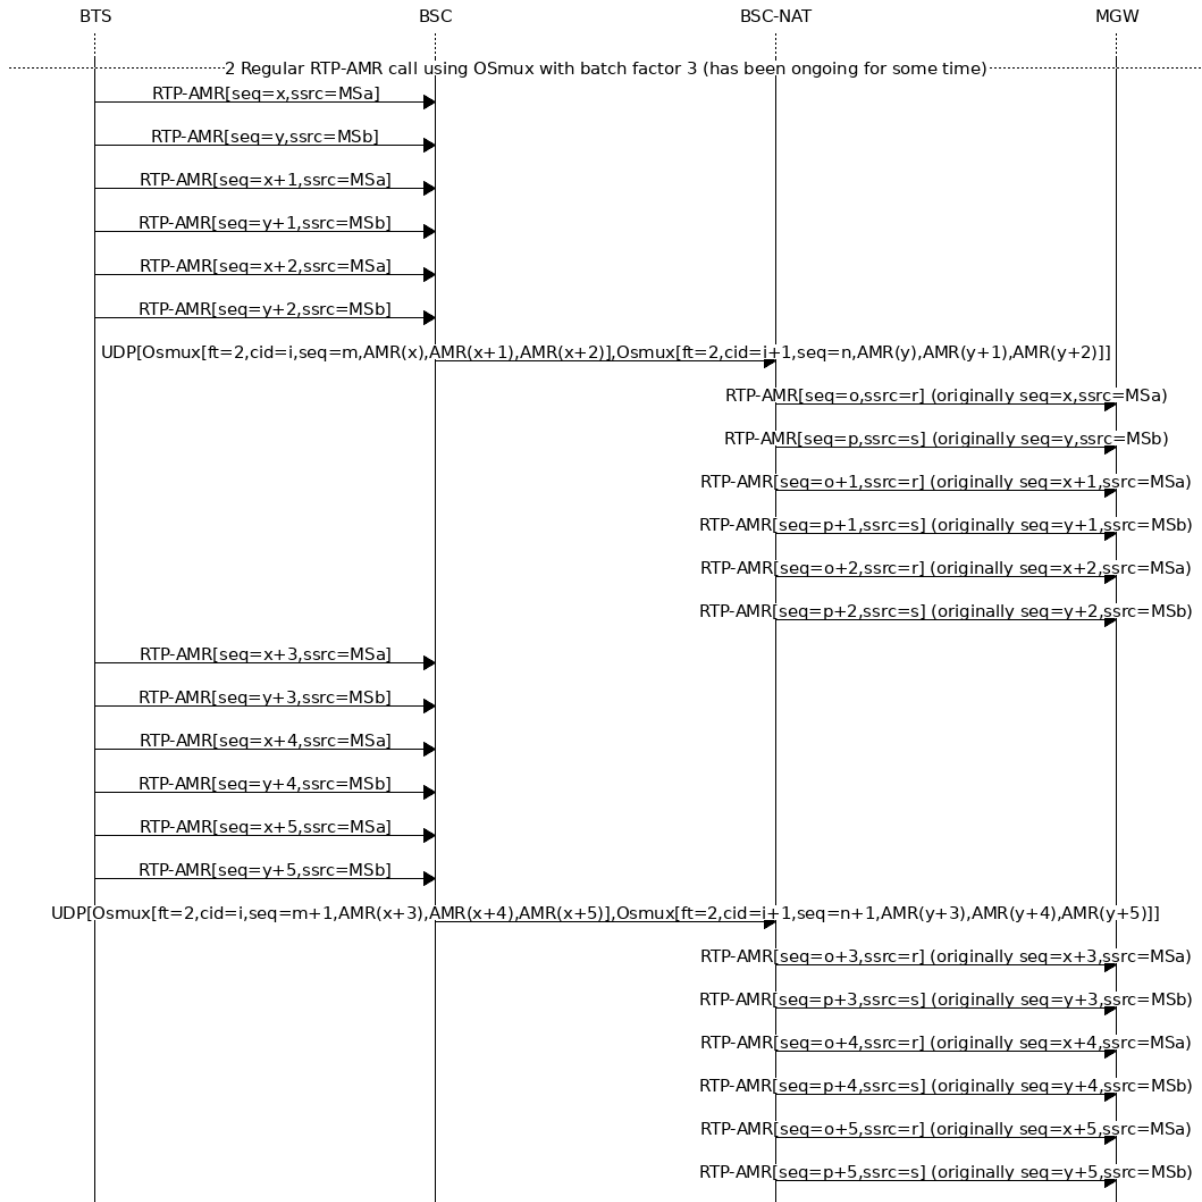 BTS BSC BSC-NAT MGW
2 Regular RTP-AMR call using OSmux with batch factor 3 (has been ongoing for some time)
RTP-AMR[seq=x,ssrc=MSa]
RTP-AMR[seq=y,ssrc=MSb]
RTP-AMR[seq=x+1,ssrc=MSa]
RTP-AMR[seq=y+1,ssrc=MSb]
RTP-AMR[seq=x+2,ssrc=MSa]
RTP-AMR[seq=y+2,ssrc=MSb]
UDP[Osmux[ft=2,cid=i,seq=m,AMR(x),AMR(x+1),AMR(x+2)],Osmux[ft=2,cid=i+1,seq=n,AMR(y),AMR(y+1),AMR(y+2)]]
RTP-AMR[seq=o,ssrc=r] (originally seq=x,ssrc=MSa)
RTP-AMR[seq=p,ssrc=s] (originally seq=y,ssrc=MSb)
RTP-AMR[seq=o+1,ssrc=r] (originally seq=x+1,ssrc=MSa)
RTP-AMR[seq=p+1,ssrc=s] (originally seq=y+1,ssrc=MSb)
RTP-AMR[seq=o+2,ssrc=r] (originally seq=x+2,ssrc=MSa)
RTP-AMR[seq=p+2,ssrc=s] (originally seq=y+2,ssrc=MSb)
RTP-AMR[seq=x+3,ssrc=MSa]
RTP-AMR[seq=y+3,ssrc=MSb]
RTP-AMR[seq=x+4,ssrc=MSa]
RTP-AMR[seq=y+4,ssrc=MSb]
RTP-AMR[seq=x+5,ssrc=MSa]
RTP-AMR[seq=y+5,ssrc=MSb]
UDP[Osmux[ft=2,cid=i,seq=m+1,AMR(x+3),AMR(x+4),AMR(x+5)],Osmux[ft=2,cid=i+1,seq=n+1,AMR(y+3),AMR(y+4),AMR(y+5)]]
RTP-AMR[seq=o+3,ssrc=r] (originally seq=x+3,ssrc=MSa)
RTP-AMR[seq=p+3,ssrc=s] (originally seq=y+3,ssrc=MSb)
RTP-AMR[seq=o+4,ssrc=r] (originally seq=x+4,ssrc=MSa)
RTP-AMR[seq=p+4,ssrc=s] (originally seq=y+4,ssrc=MSb)
RTP-AMR[seq=o+5,ssrc=r] (originally seq=x+5,ssrc=MSa)
RTP-AMR[seq=p+5,ssrc=s] (originally seq=y+5,ssrc=MSb)